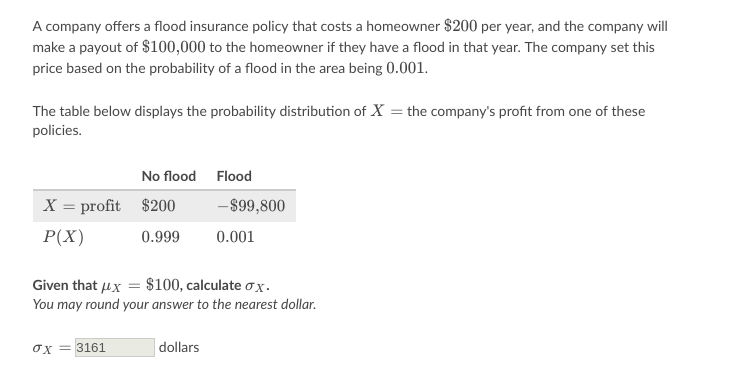 A company offers a flood insurance policy that costs a homeowner $200 per year, and the company will
make a payout of $100,000 to the homeowner if they have a flood in that year. The company set this
price based on the probability of a flood in the area being 0.001.
The table below displays the probability distribution of X = the company's profit from one of these
policies.
No flood Flood
X = profit $200 −$99,800
P(X) 0.999 0.001
Given that μX = $100, calculate σX.
You may round your answer to the nearest dollar.
σX = 3161 dollars